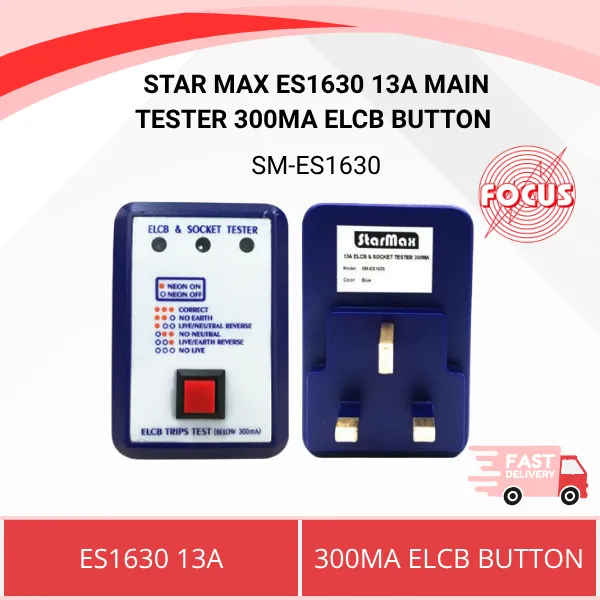 STAR MAX ES1630 13A MAIN
TESTER 300MA ELCB BUTTON
SM-ES1630
FOCUS
ELCB & SOCKET TESTER
NEON ON
NEON OFF
CORRECT
NO EARTH
LIVE/NEUTRAL REVERSE
NO NEUTRAL
LIVE/EARTH REVERSE
NO LIVE
ELCB TRIPS TEST (BELOW 300mA)
StarMax
13A ELCB & SOCKET TESTER 300MA
Model: SM-ES1630
Color: Blue
FAST
DELIVERY
ES1630 13A
300MA ELCB BUTTON